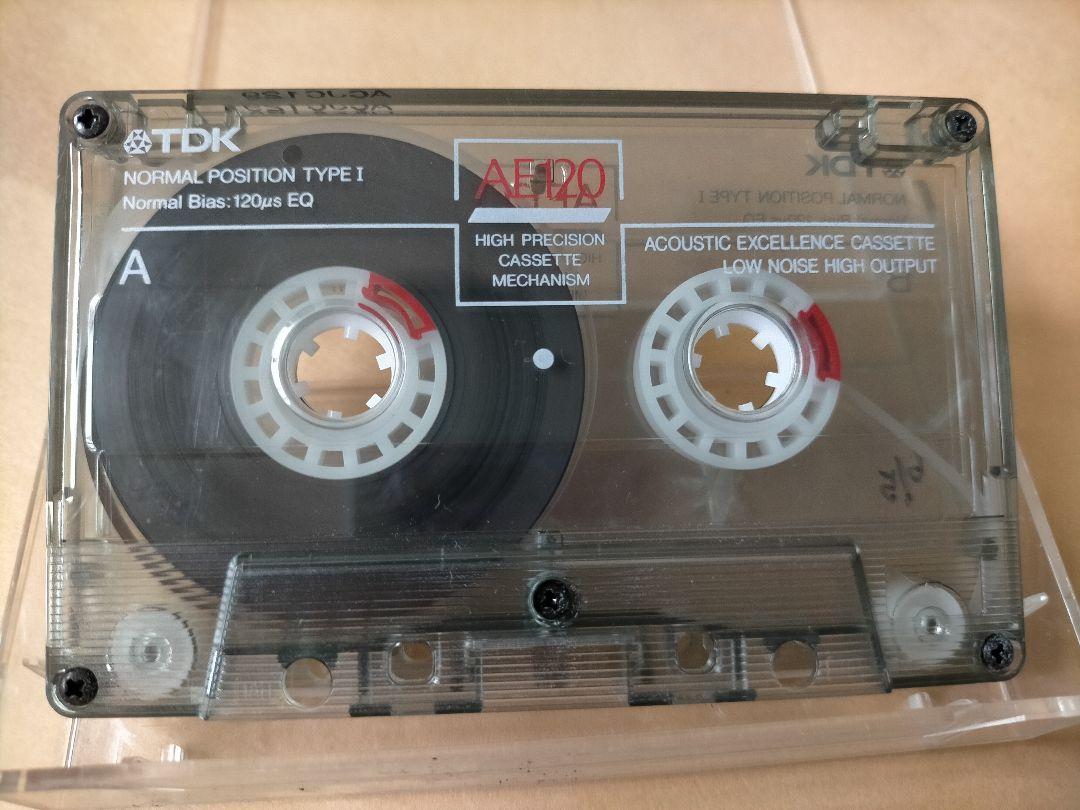 TDK
NORMAL POSITION TYPE I
Normal Bias:120μs EQ
A
AE120
HIGH PRECISION
CASSETTE
MECHANISM
ACOUSTIC EXCELLENCE CASSETTE
LOW NOISE HIGH OUTPUT